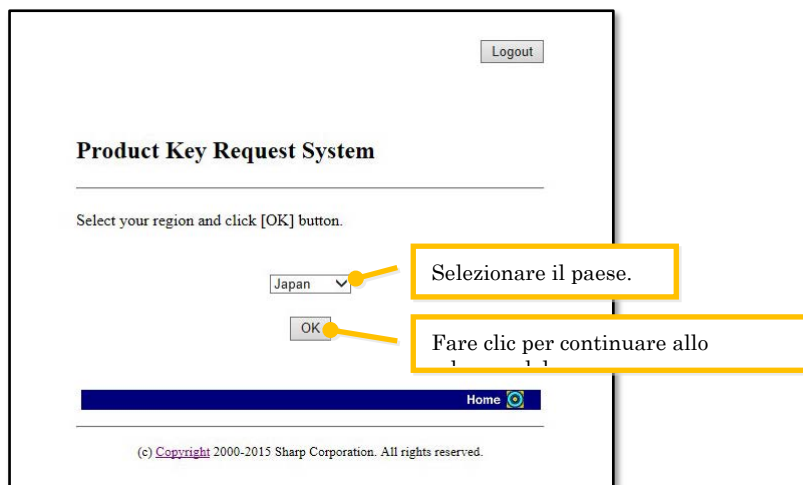 Logout
Product Key Request System
Select your region and click [OK] button.
Japan
Selezionare il paese.
OK
Fare clic per continuare allo
Home
(c) Copyright 2000-2015 Sharp Corporation. All rights reserved.